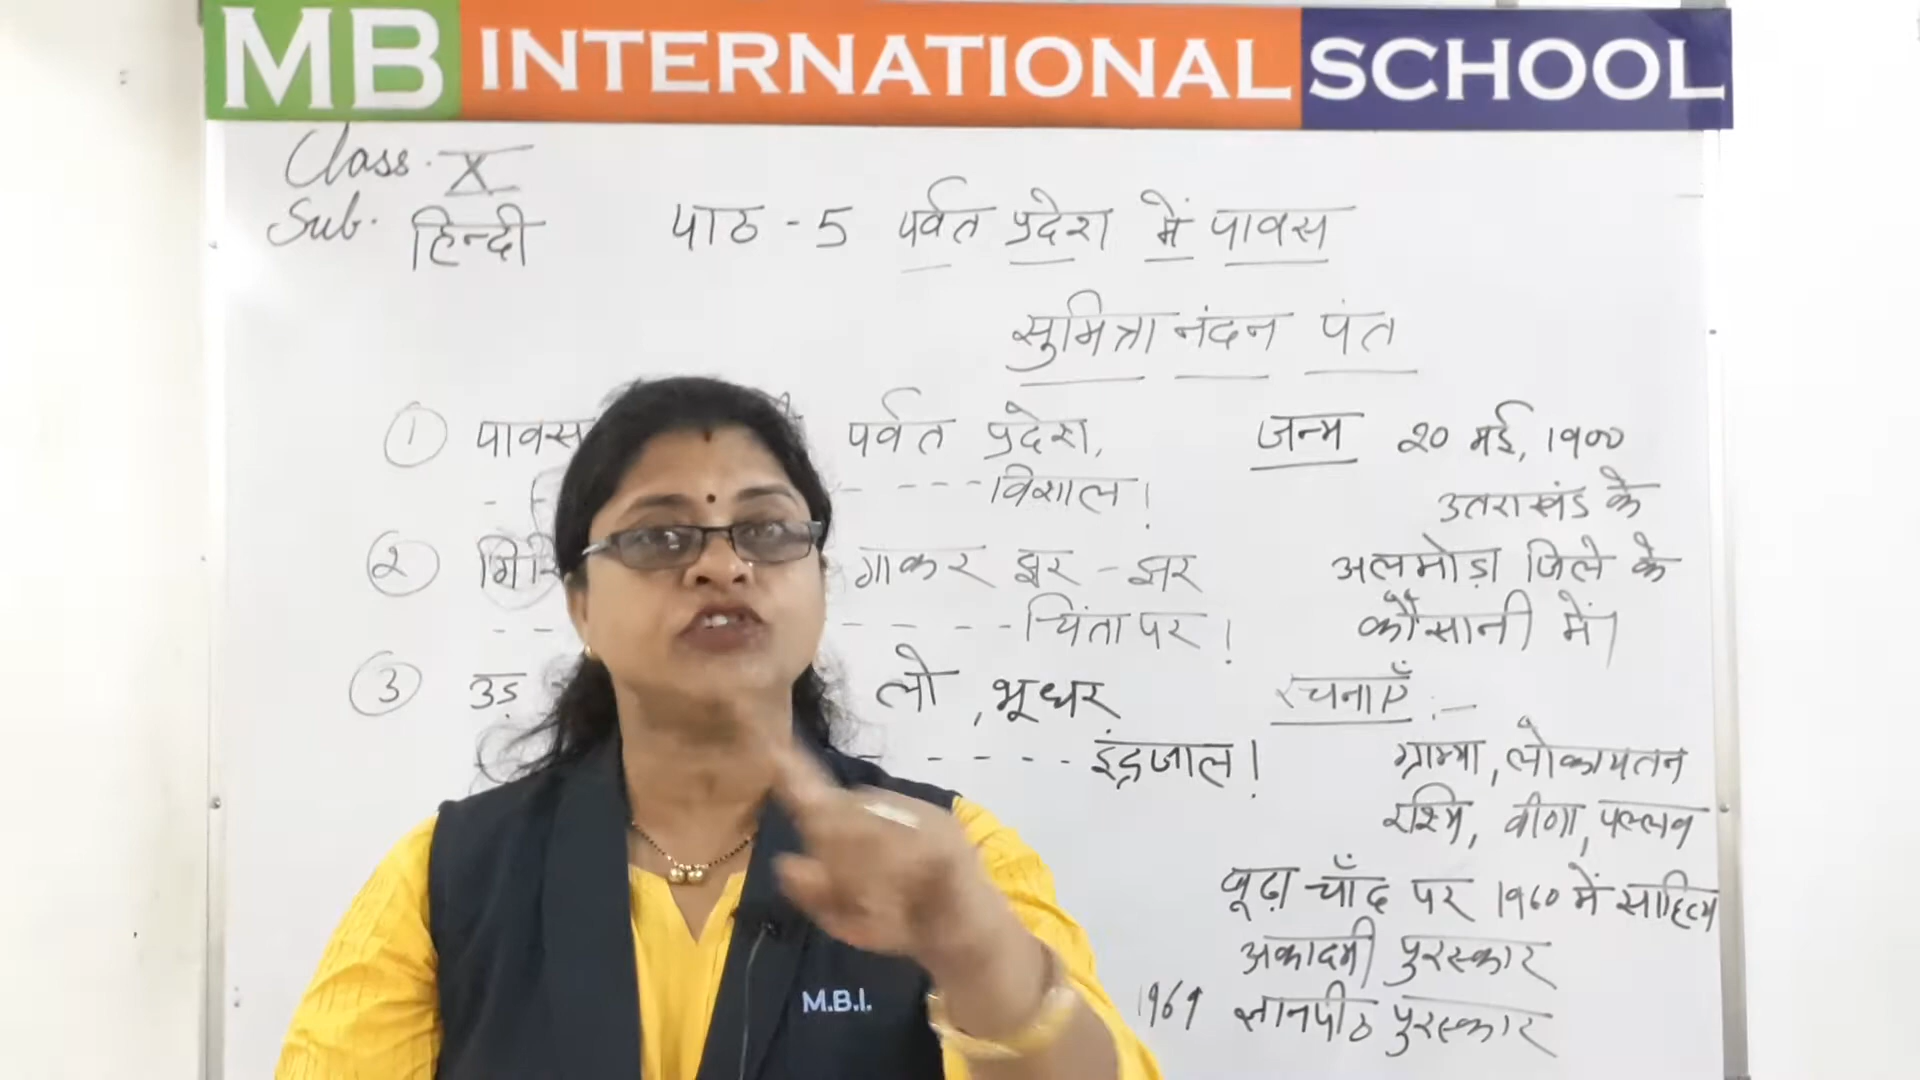 MB INTERNATIONAL SCHOOL
Class. X
Sub. हिन्दी
पाठ - 5 पर्वत प्रदेश में पावस
सुमित्रा नंदन पंत
① पावस पर्वत प्रदेश,
- - - - विशाल!
② गाकर झर - झर
- - - - - - चिंता पर!
③ उड़ लो, भूधर
- - - - इंद्रजाल!
जन्म 20 मई, 1900
उत्तराखंड के
अलमोड़ा जिले के
कौसानी में।
रचनाएँ :-
ग्राम्या, लोकायतन
रश्मि, वीणा, पल्लव
बूढ़ा चाँद पर 1960 में साहित्य
अकादमी पुरस्कार
1969 ज्ञानपीठ पुरस्कार
M.B.I.